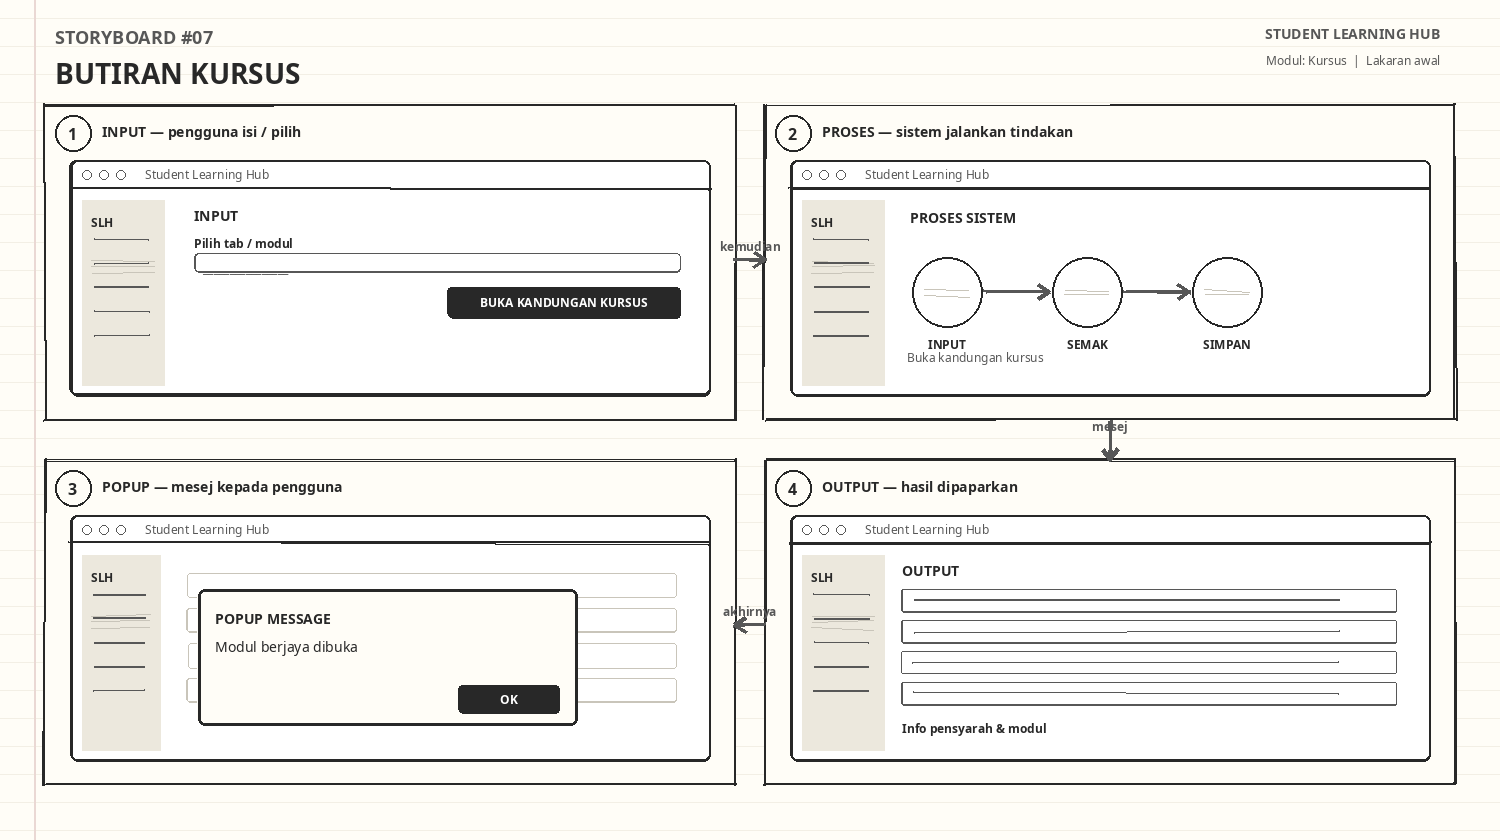 STORYBOARD #07
BUTIRAN KURSUS
STUDENT LEARNING HUB
Modul: Kursus | Lakaran awal
1
INPUT — pengguna isi / pilih
Student Learning Hub
SLH
INPUT
Pilih tab / modul
BUKA KANDUNGAN KURSUS
kemudian
2
PROSES — sistem jalankan tindakan
Student Learning Hub
SLH
PROSES SISTEM
INPUT
SEMAK
SIMPAN
Buka kandungan kursus
mesej
3
POPUP — mesej kepada pengguna
Student Learning Hub
SLH
POPUP MESSAGE
Modul berjaya dibuka
OK
akhirnya
4
OUTPUT — hasil dipaparkan
Student Learning Hub
SLH
OUTPUT
Info pensyarah & modul